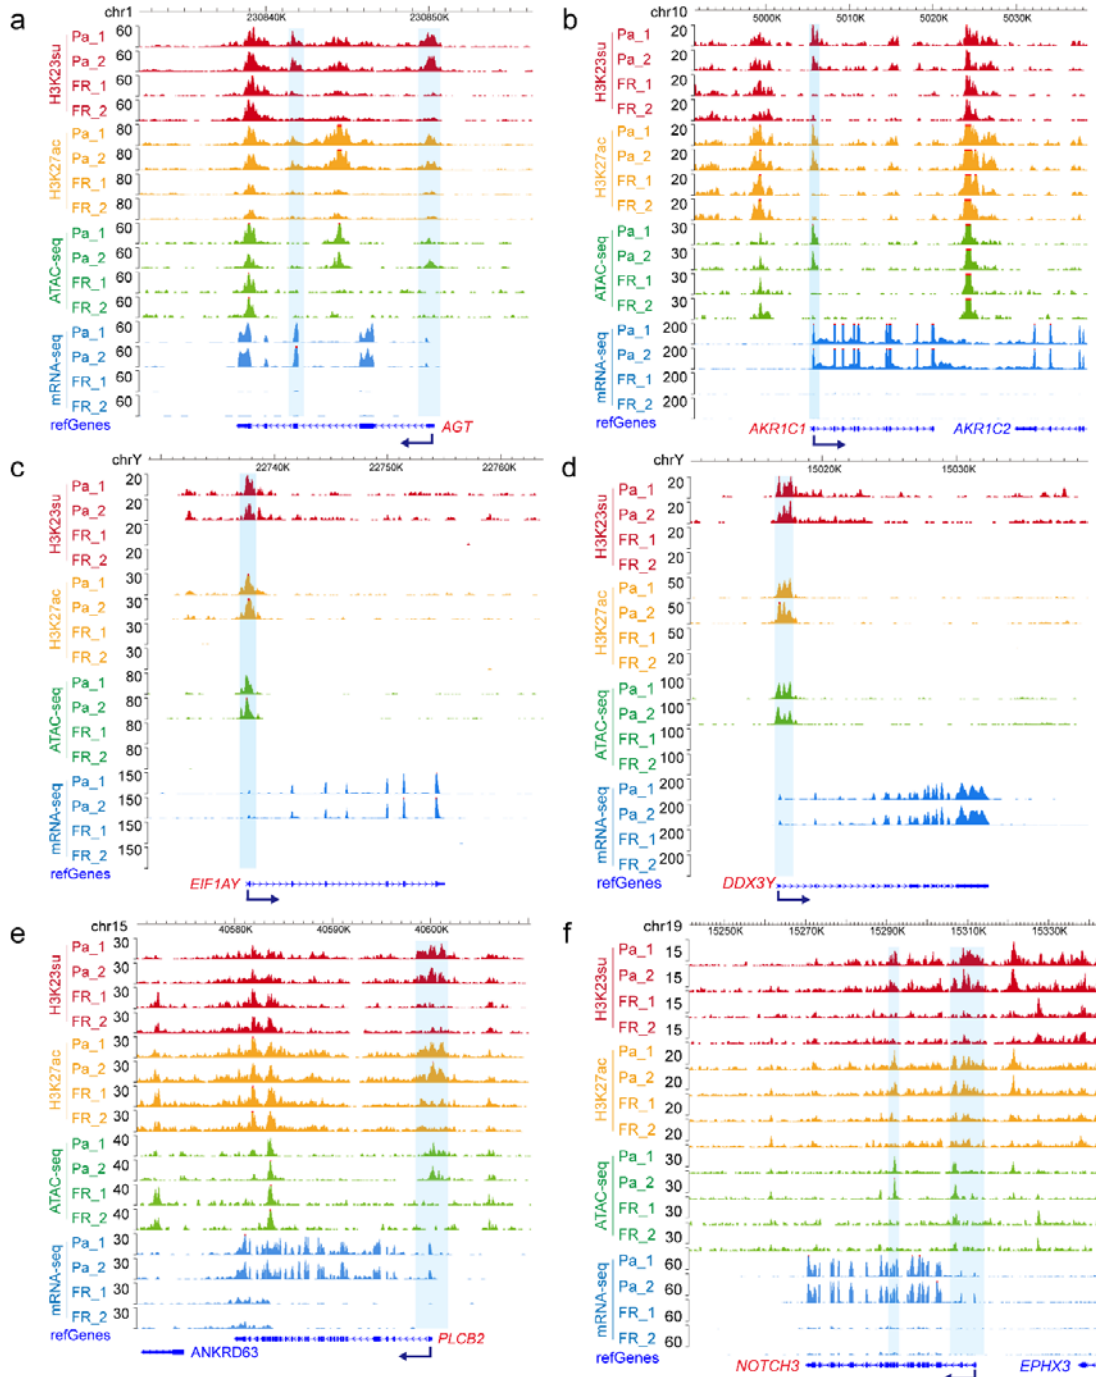 a
chr1
230840K 230850K
H3K23su
Pa_1 60
Pa_2 60
FR_1 60
FR_2 60
H3K27ac
Pa_1 80
Pa_2 80
FR_1 80
FR_2 80
ATAC-seq
Pa_1 60
Pa_2 60
FR_1 60
FR_2 60
mRNA-seq
Pa_1 60
Pa_2 60
FR_1 60
FR_2 60
refGenes
AGT
b
chr10
5000K 5010K 5020K 5030K
H3K23su
Pa_1 20
Pa_2 20
FR_1 20
FR_2 20
H3K27ac
Pa_1 20
Pa_2 20
FR_1 20
FR_2 20
ATAC-seq
Pa_1 30
Pa_2 30
FR_1 30
FR_2 30
mRNA-seq
Pa_1 200
Pa_2 200
FR_1
FR_2 200
refGenes
AKR1C1 AKR1C2
c
chrY
22740K 22750K 22760K
H3K23su
Pa_1 20
Pa_2 20
FR_1 20
FR_2 20
H3K27ac
Pa_1 30
Pa_2 30
FR_1 30
FR_2 30
ATAC-seq
Pa_1 80
Pa_2 80
FR_1 80
FR_2 80
mRNA-seq
Pa_1 150
Pa_2 150
FR_1 150
FR_2 150
refGenes
EIF1AY
d
chrY
15020K 15030K
H3K23su
Pa_1 20
Pa_2 20
FR_1 20
FR_2 20
H3K27ac
Pa_1 50
Pa_2 50
FR_1 50
FR_2 20
ATAC-seq
Pa_1 100
Pa_2 100
FR_1 100
FR_2 100
mRNA-seq
Pa_1 200
Pa_2 200
FR_1 200
FR_2 200
refGenes
DDX3Y
e
chr15
40580K 40590K 40600K
H3K23su
Pa_1 30
Pa_2 30
FR_1 30
FR_2 30
H3K27ac
Pa_1 30
Pa_2 30
FR_1 30
FR_2 30
ATAC-seq
Pa_1 40
Pa_2 40
FR_1 40
FR_2 40
mRNA-seq
Pa_1 30
Pa_2 30
FR_1 30
FR_2 30
refGenes
ANKRD63 PLCB2
f
chr19
15250K 15270K 15290K 15310K 15330K
H3K23su
Pa_1 15
Pa_2 15
FR_1 15
FR_2 15
H3K27ac
Pa_1 20
Pa_2 20
FR_1 20
FR_2 20
ATAC-seq
Pa_1 30
Pa_2 30
FR_1 30
FR_2 30
mRNA-seq
Pa_1 60
Pa_2 60
FR_1 60
FR_2 60
refGenes
NOTCH3 EPHX3